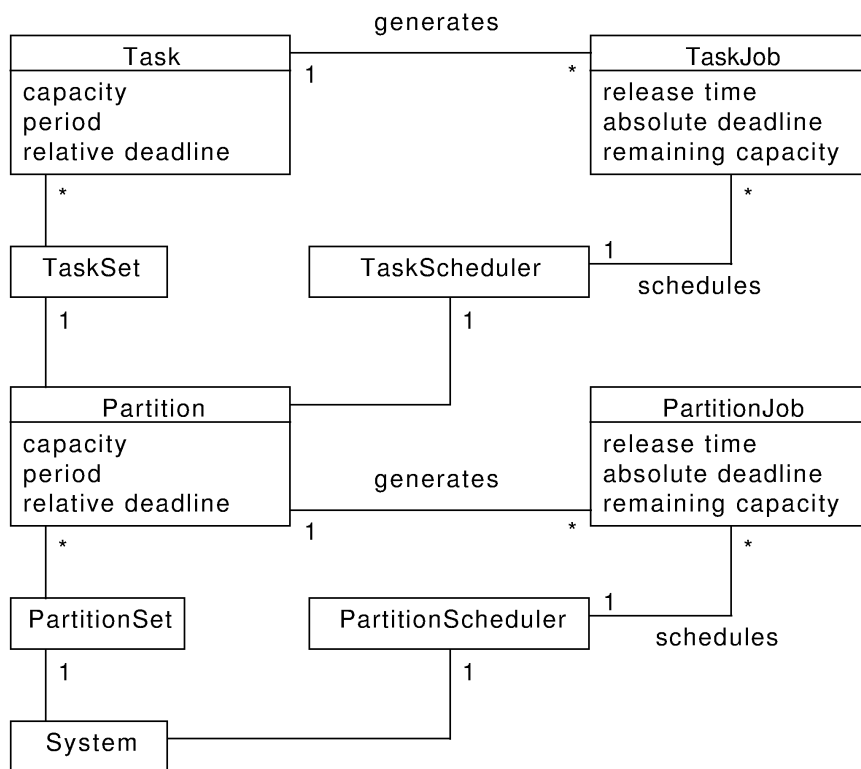 generates
Task
TaskJob
1
*
capacity
period
relative deadline
release time
absolute deadline
remaining capacity
*
*
TaskSet
TaskScheduler
1
schedules
1
1
Partition
PartitionJob
capacity
period
relative deadline
generates
release time
absolute deadline
remaining capacity
1
*
*
*
PartitionSet
PartitionScheduler
1
schedules
1
1
System